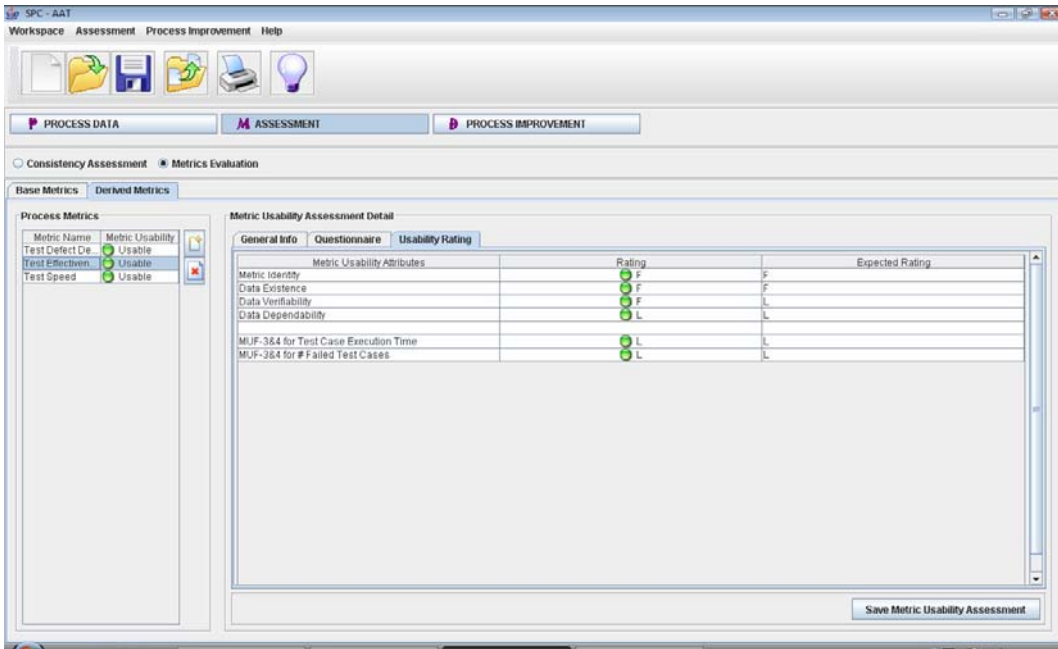 SPC - AAT
Workspace Assessment Process Improvement Help
P PROCESS DATA M ASSESSMENT D PROCESS IMPROVEMENT
Consistency Assessment Metrics Evaluation
Base Metrics Derived Metrics
Process Metrics
Metric Name Metric Usability
Test Defect De... Usable
Test Effectiven... Usable
Test Speed Usable
Metric Usability Assessment Detail
General Info Questionnaire Usability Rating
Metric Usability Attributes Rating Expected Rating
Metric Identity F F
Data Existence F F
Data Verifiability F L
Data Dependability L L
MUF-3&4 for Test Case Execution Time L L
MUF-3&4 for # Failed Test Cases L L
Save Metric Usability Assessment